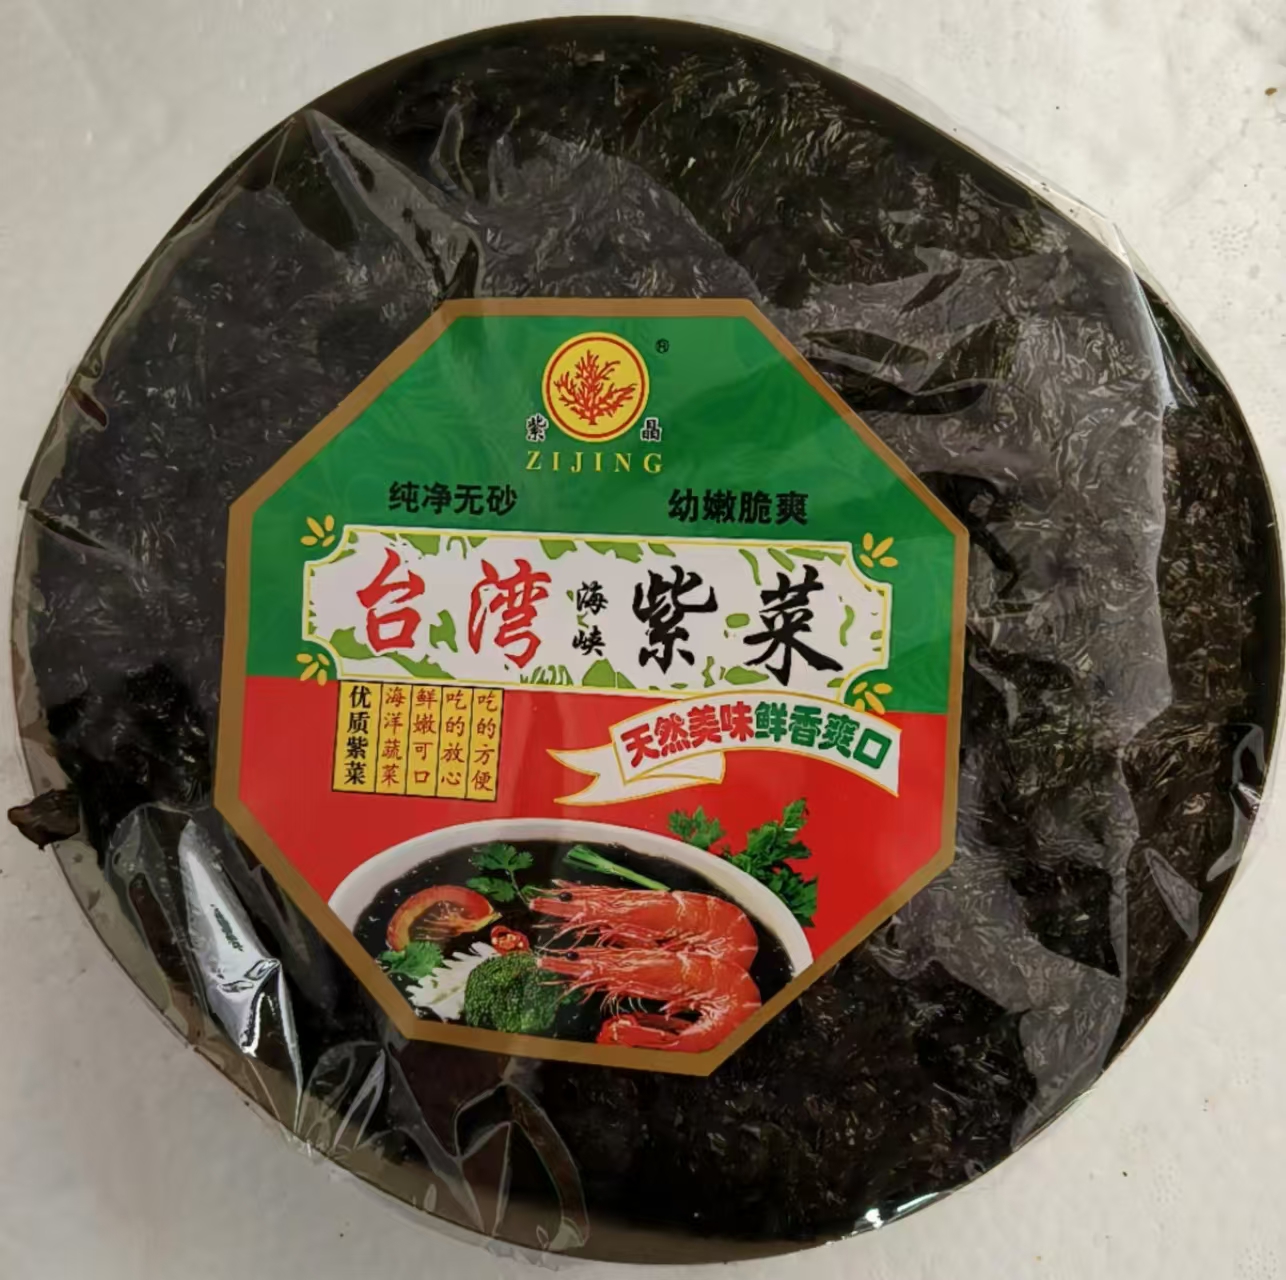 ®
紫晶
ZIJING
纯净无砂 幼嫩脆爽
台湾海峡紫菜
优质紫菜
海洋蔬菜
鲜嫩可口
吃的放心
吃的方便
天然美味鲜香爽口